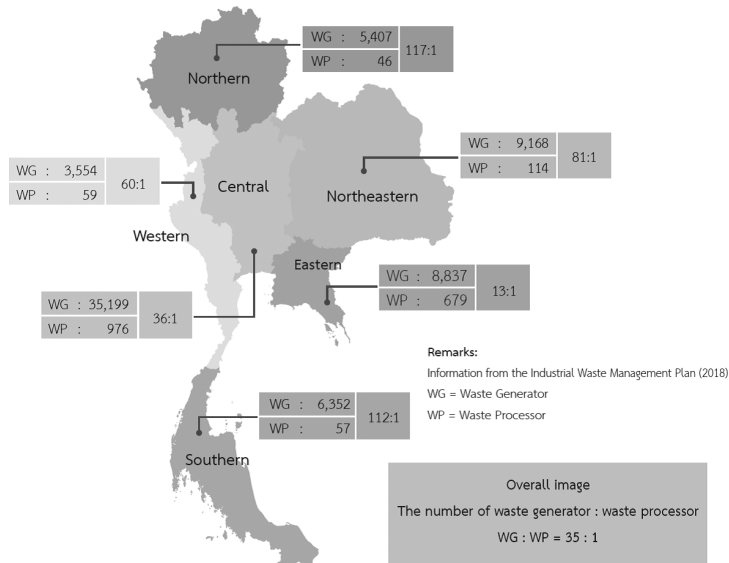 WG : 5,407
WP : 46
117:1
Northern
WG : 9,168
WP : 114
81:1
Northeastern
WG : 3,554
WP : 59
60:1
Western
Central
Eastern
WG : 8,837
WP : 679
13:1
WG : 35,199
WP : 976
36:1
WG : 6,352
WP : 57
112:1
Southern
Remarks:
Information from the Industrial Waste Management Plan (2018)
WG = Waste Generator
WP = Waste Processor
Overall image
The number of waste generator : waste processor
WG : WP = 35 : 1